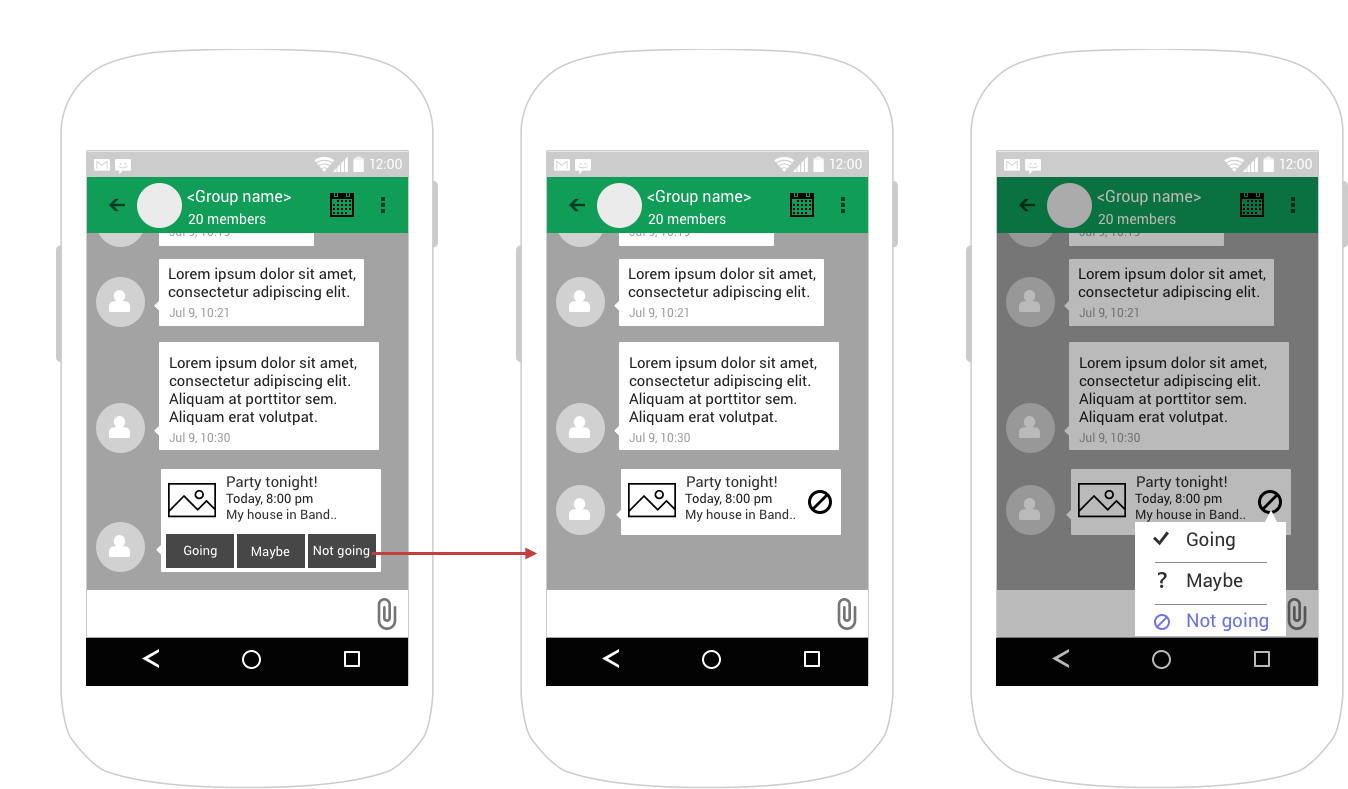 12:00
<Group name>
20 members
Jul 9, 10:19
Lorem ipsum dolor sit amet,
consectetur adipiscing elit.
Jul 9, 10:21
Lorem ipsum dolor sit amet,
consectetur adipiscing elit.
Aliquam at porttitor sem.
Aliquam erat volutpat.
Jul 9, 10:30
Party tonight!
Today, 8:00 pm
My house in Band..
Going
Maybe
Not going
12:00
<Group name>
20 members
Jul 9, 10:19
Lorem ipsum dolor sit amet,
consectetur adipiscing elit.
Jul 9, 10:21
Lorem ipsum dolor sit amet,
consectetur adipiscing elit.
Aliquam at porttitor sem.
Aliquam erat volutpat.
Jul 9, 10:30
Party tonight!
Today, 8:00 pm
My house in Band..
12:00
<Group name>
20 members
Jul 9, 10:19
Lorem ipsum dolor sit amet,
consectetur adipiscing elit.
Jul 9, 10:21
Lorem ipsum dolor sit amet,
consectetur adipiscing elit.
Aliquam at porttitor sem.
Aliquam erat volutpat.
Jul 9, 10:30
Party tonight!
Today, 8:00 pm
My house in Band..
Going
? Maybe
Not going